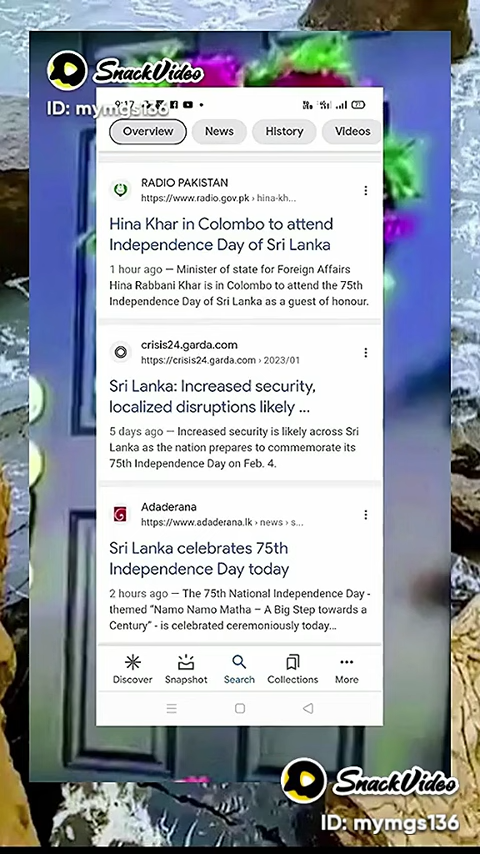 SnackVideo
ID: mymgs136
9:17
Overview News History Videos
RADIO PAKISTAN
https://www.radio.gov.pk › hina-kh...
Hina Khar in Colombo to attend
Independence Day of Sri Lanka
1 hour ago — Minister of state for Foreign Affairs
Hina Rabbani Khar is in Colombo to attend the 75th
Independence Day of Sri Lanka as a guest of honour.
crisis24.garda.com
https://crisis24.garda.com › 2023/01
Sri Lanka: Increased security,
localized disruptions likely ...
5 days ago — Increased security is likely across Sri
Lanka as the nation prepares to commemorate its
75th Independence Day on Feb. 4.
Adaderana
https://www.adaderana.lk › news › s...
Sri Lanka celebrates 75th
Independence Day today
2 hours ago — The 75th National Independence Day -
themed “Namo Namo Matha – A Big Step towards a
Century” - is celebrated ceremoniously today...
Discover Snapshot Search Collections More
SnackVideo
ID: mymgs136